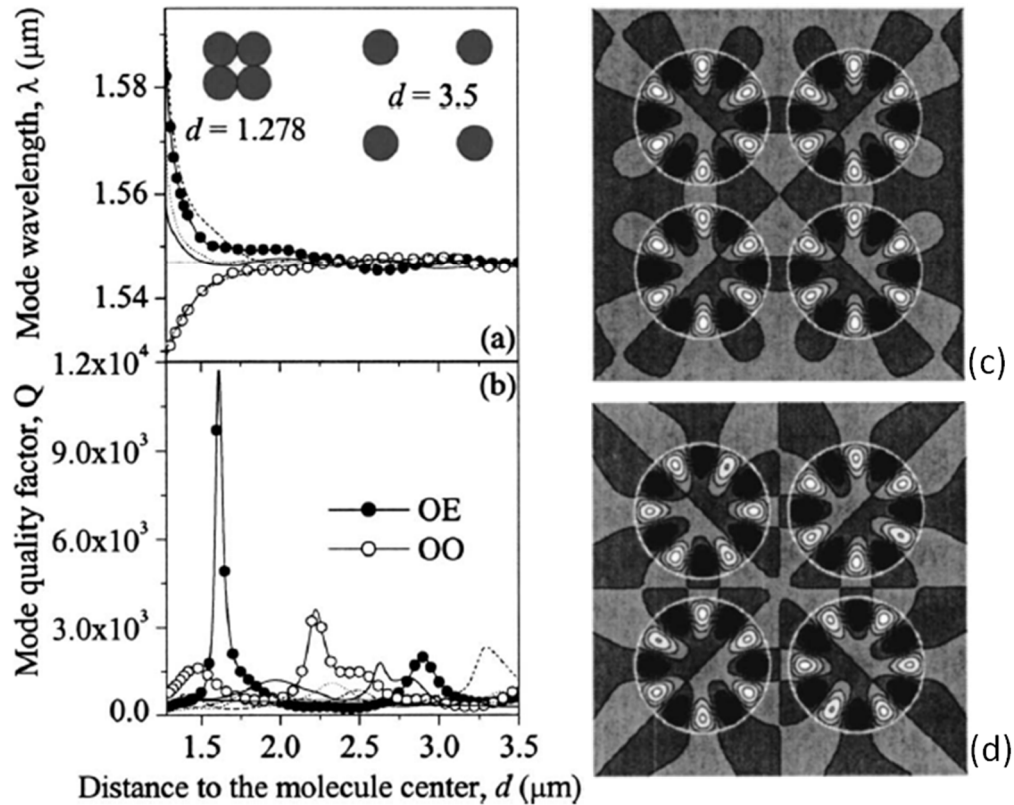 Mode wavelength, λ (μm)
1.58
1.56
1.54
d = 1.278
d = 3.5
(a)
Mode quality factor, Q
1.2x10⁴
9.0x10³
6.0x10³
3.0x10³
0.0
(b)
OE
OO
1.5 2.0 2.5 3.0 3.5
Distance to the molecule center, d (μm)
(c)
(d)